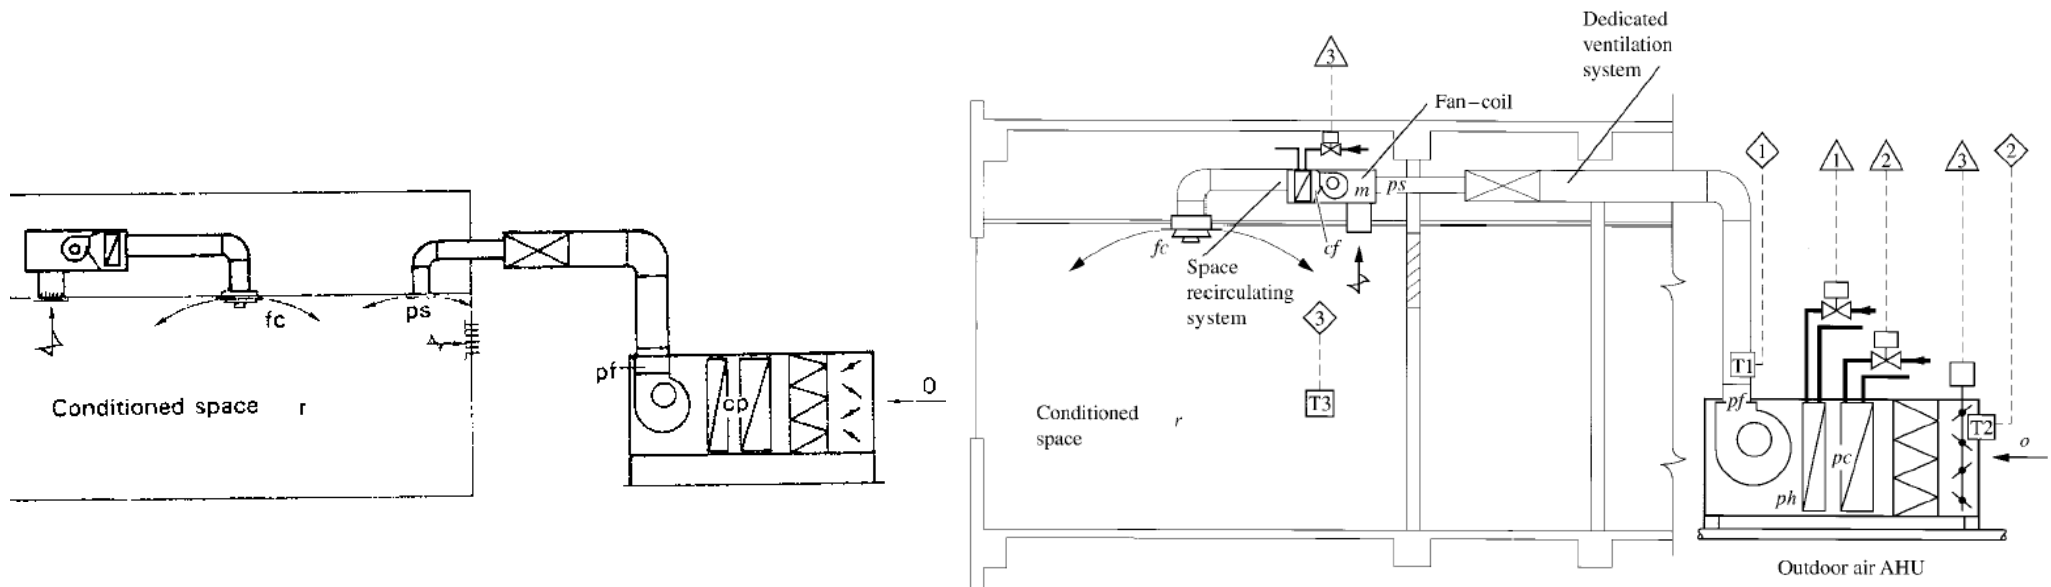 fc
ps
pf
cp
O
Conditioned space r
Dedicated
ventilation
system
3
Fan–coil
1
1
2
3
2
m
ps
fc
cf
Space
recirculating
system
3
T3
T1
T2
Conditioned
space
r
pf
pc
ph
o
Outdoor air AHU